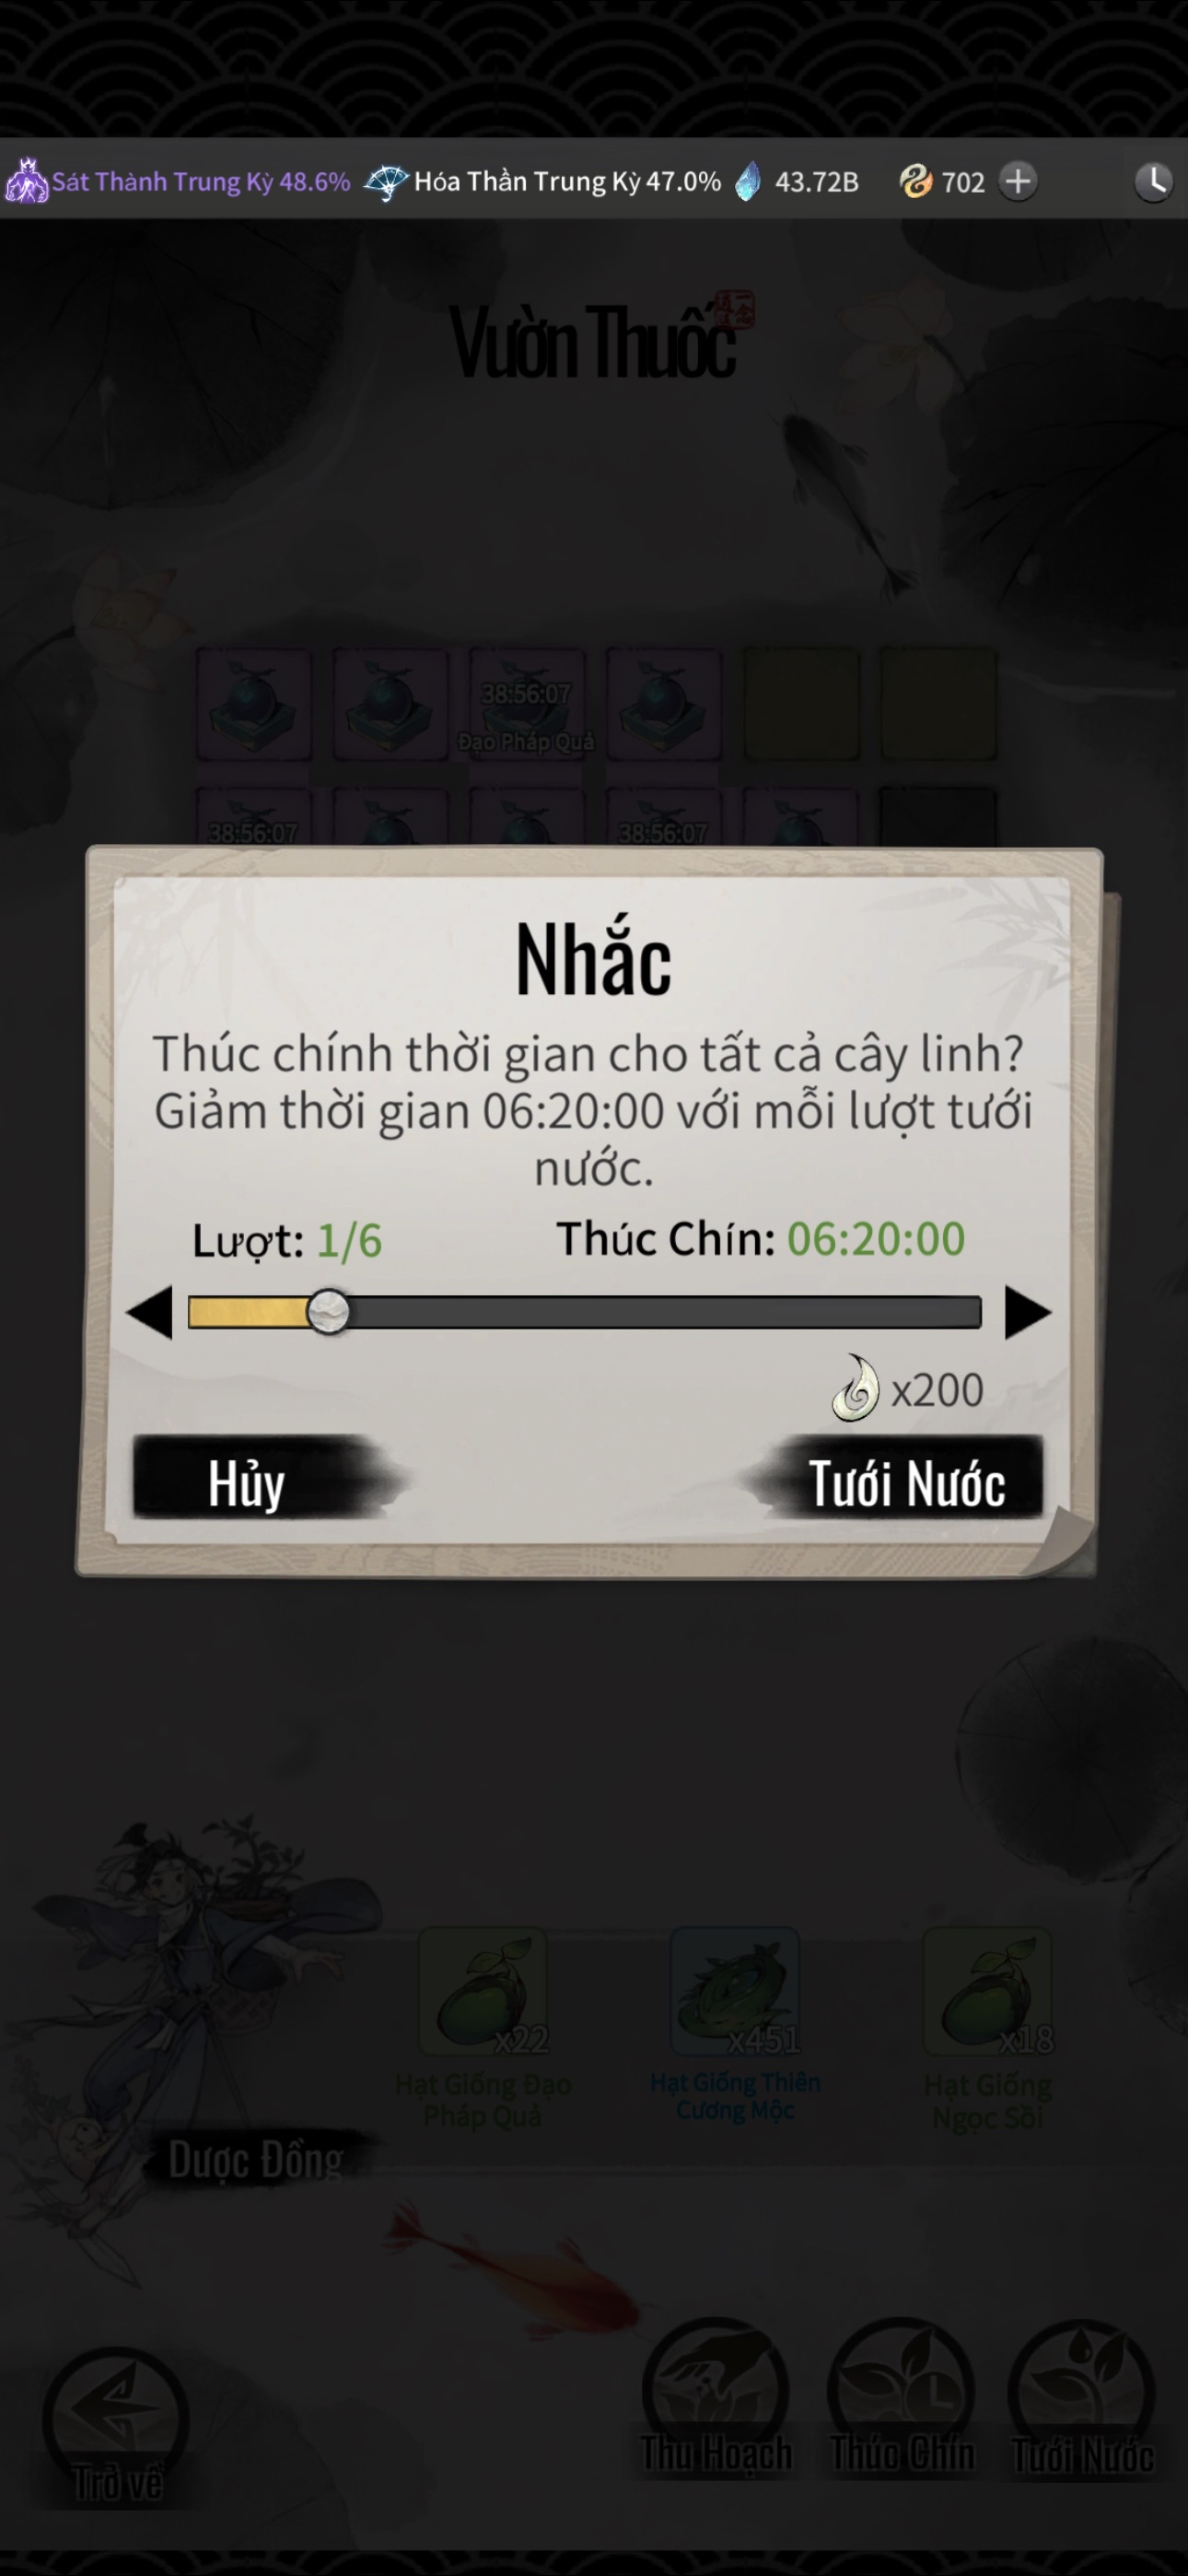 Sát Thành Trung Kỳ 48.6% Hóa Thần Trung Kỳ 47.0% 43.72B 702
Vườn Thuốc
38:56:07
Đạo Pháp Quả
38:56:07 38:56:07
Nhắc
Thúc chính thời gian cho tất cả cây linh?
Giảm thời gian 06:20:00 với mỗi lượt tưới
nước.
Lượt: 1/6 Thúc Chín: 06:20:00
x200
Hủy Tưới Nước
x22 x451 x18
Hạt Giống Đạo Hạt Giống Thiên Hạt Giống
Pháp Quả Cương Mộc Ngọc Sồi
Dược Đồng
Thu Hoạch Thúc Chín Tưới Nước
Trở về